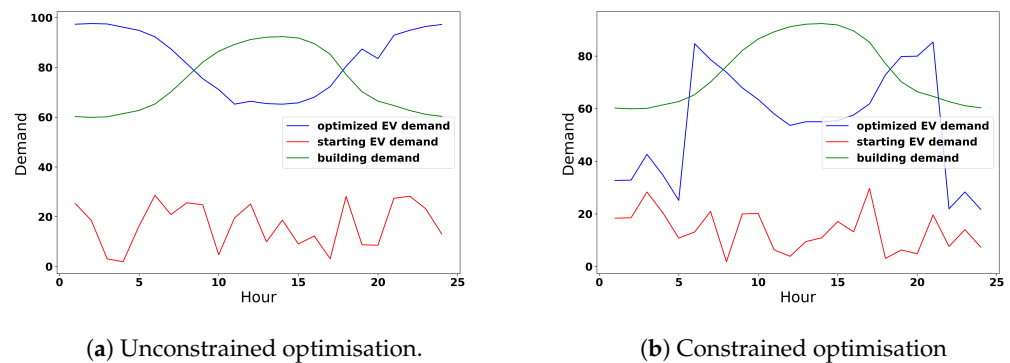 100
80
60
40
20
0
Demand
optimized EV demand
starting EV demand
building demand
0 5 10 15 20 25
Hour
(a) Unconstrained optimisation.
80
60
40
20
0
Demand
optimized EV demand
starting EV demand
building demand
0 5 10 15 20 25
Hour
(b) Constrained optimisation